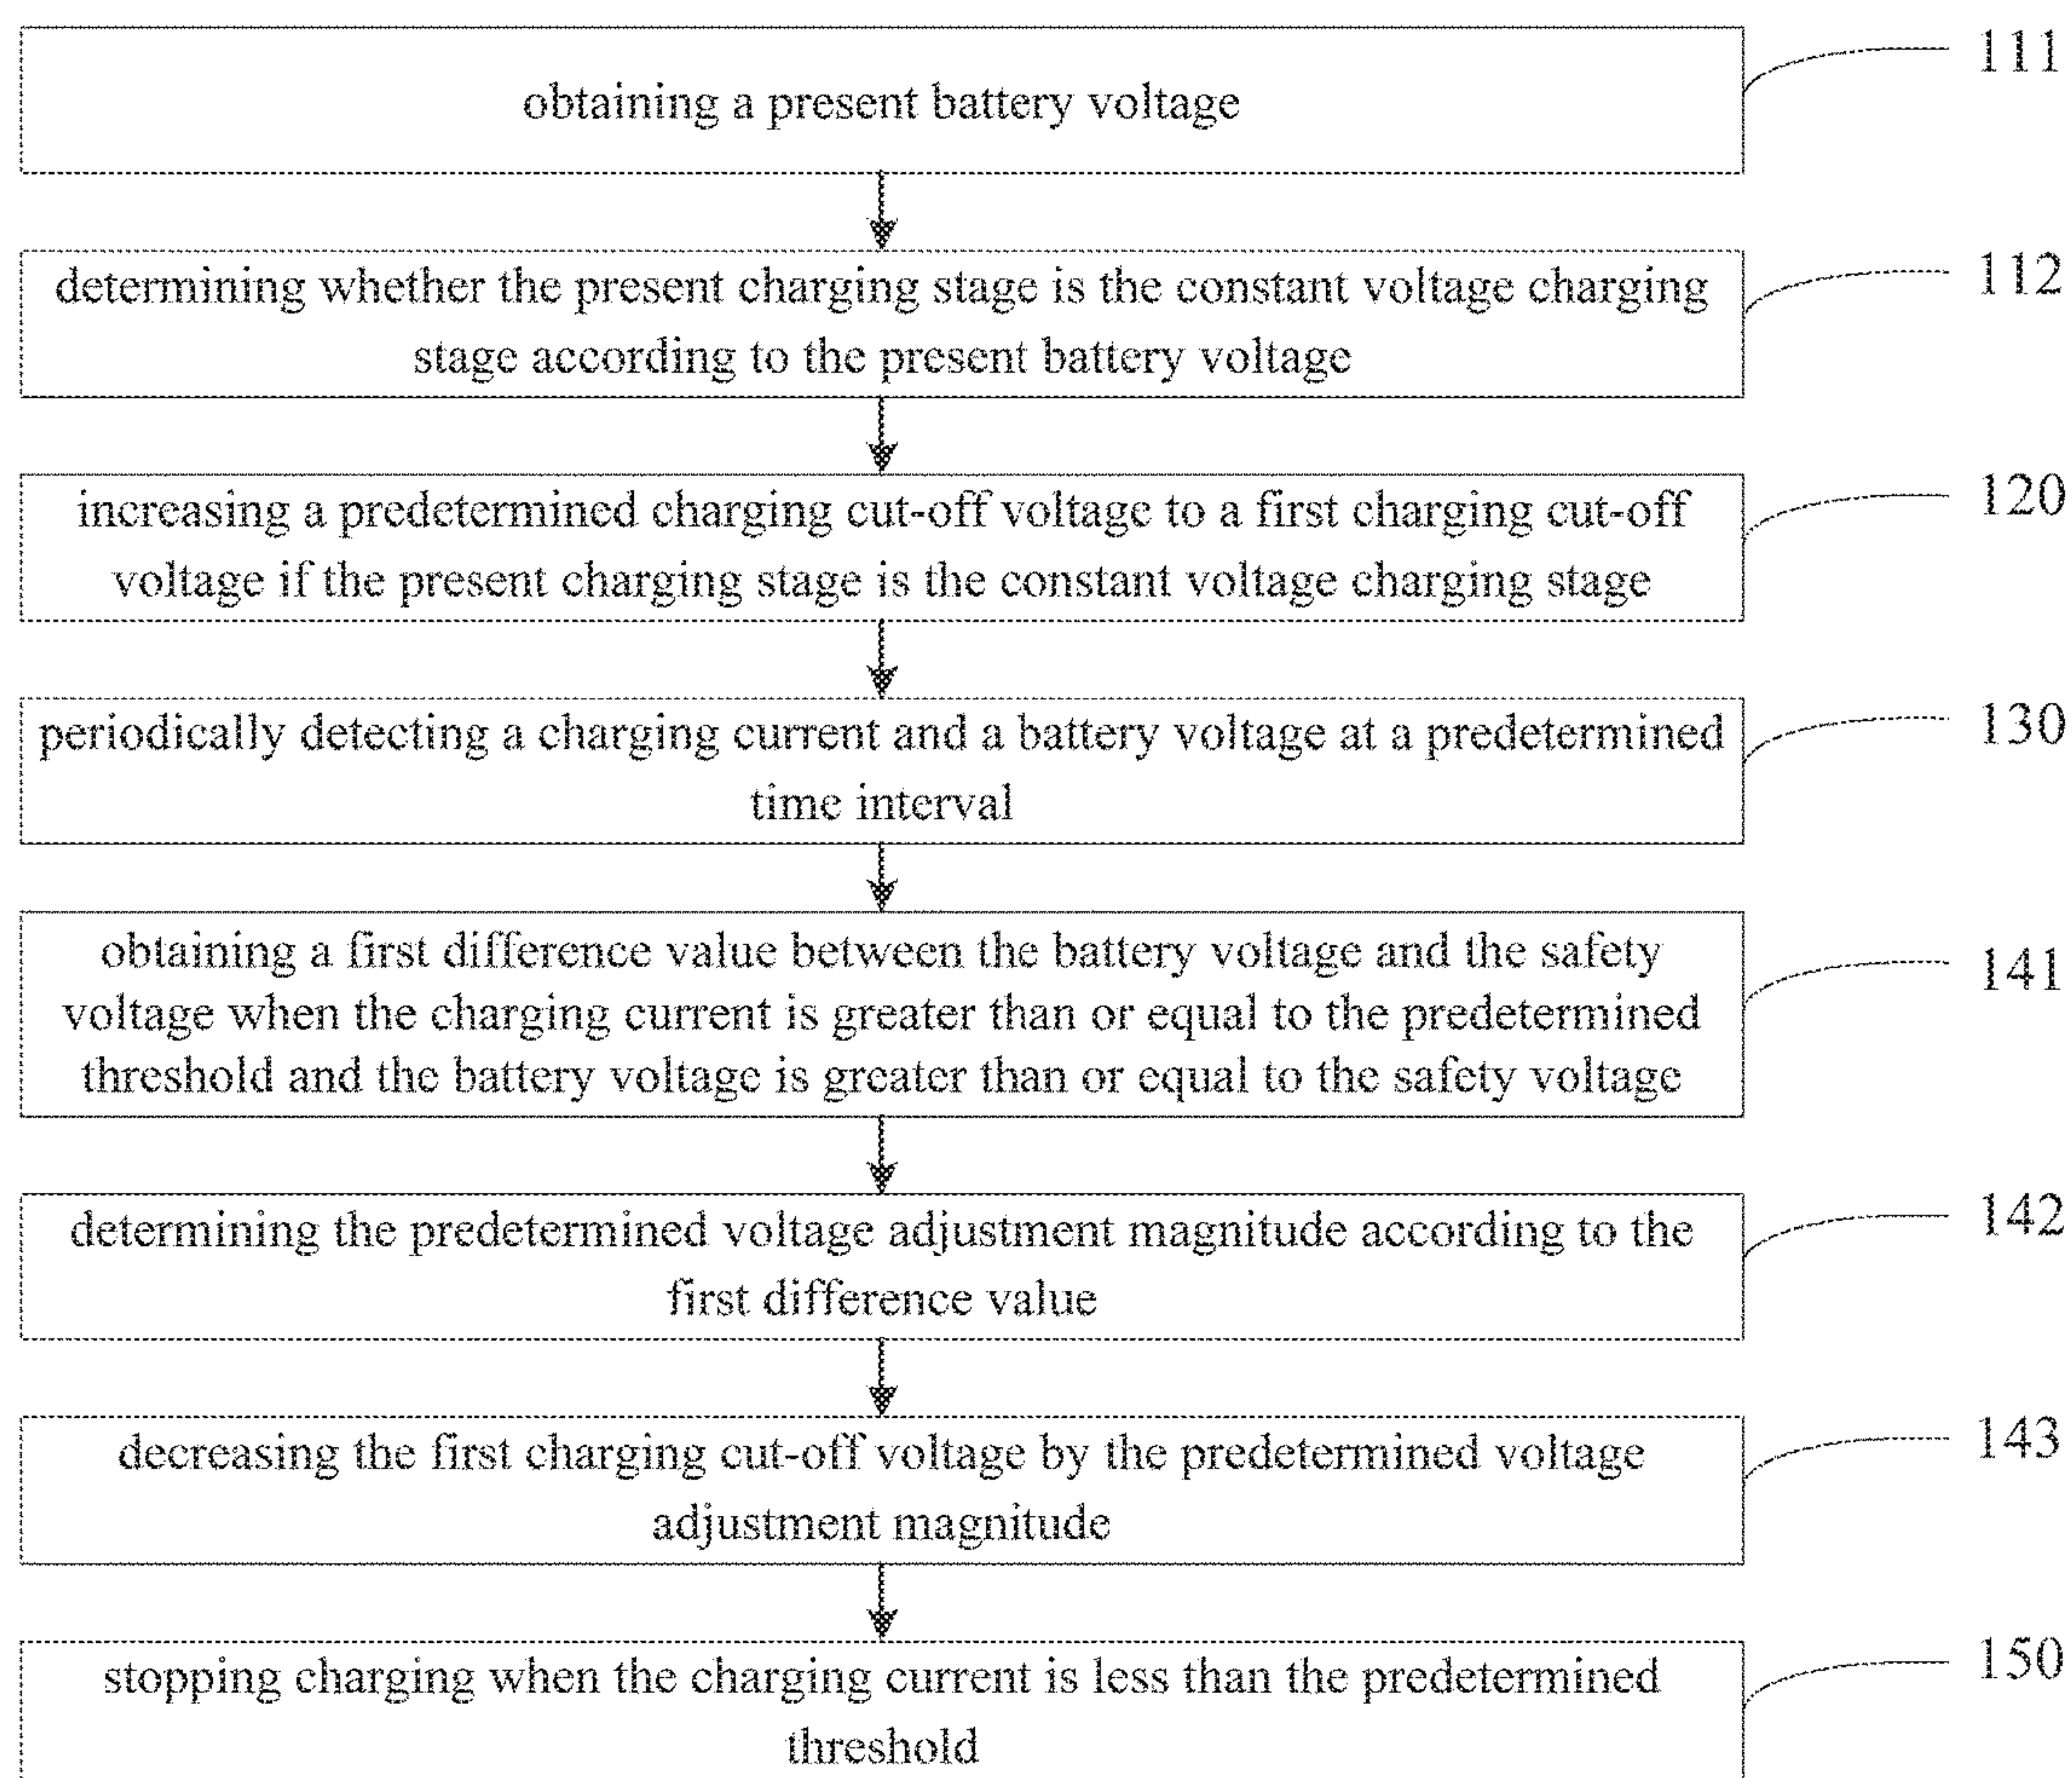 obtaining a present battery voltage
111
determining whether the present charging stage is the constant voltage charging
stage according to the present battery voltage
112
increasing a predetermined charging cut-off voltage to a first charging cut-off
voltage if the present charging stage is the constant voltage charging stage
120
periodically detecting a charging current and a battery voltage at a predetermined
time interval
130
obtaining a first difference value between the battery voltage and the safety
voltage when the charging current is greater than or equal to the predetermined
threshold and the battery voltage is greater than or equal to the safety voltage
141
determining the predetermined voltage adjustment magnitude according to the
first difference value
142
decreasing the first charging cut-off voltage by the predetermined voltage
adjustment magnitude
143
stopping charging when the charging current is less than the predetermined
threshold
150